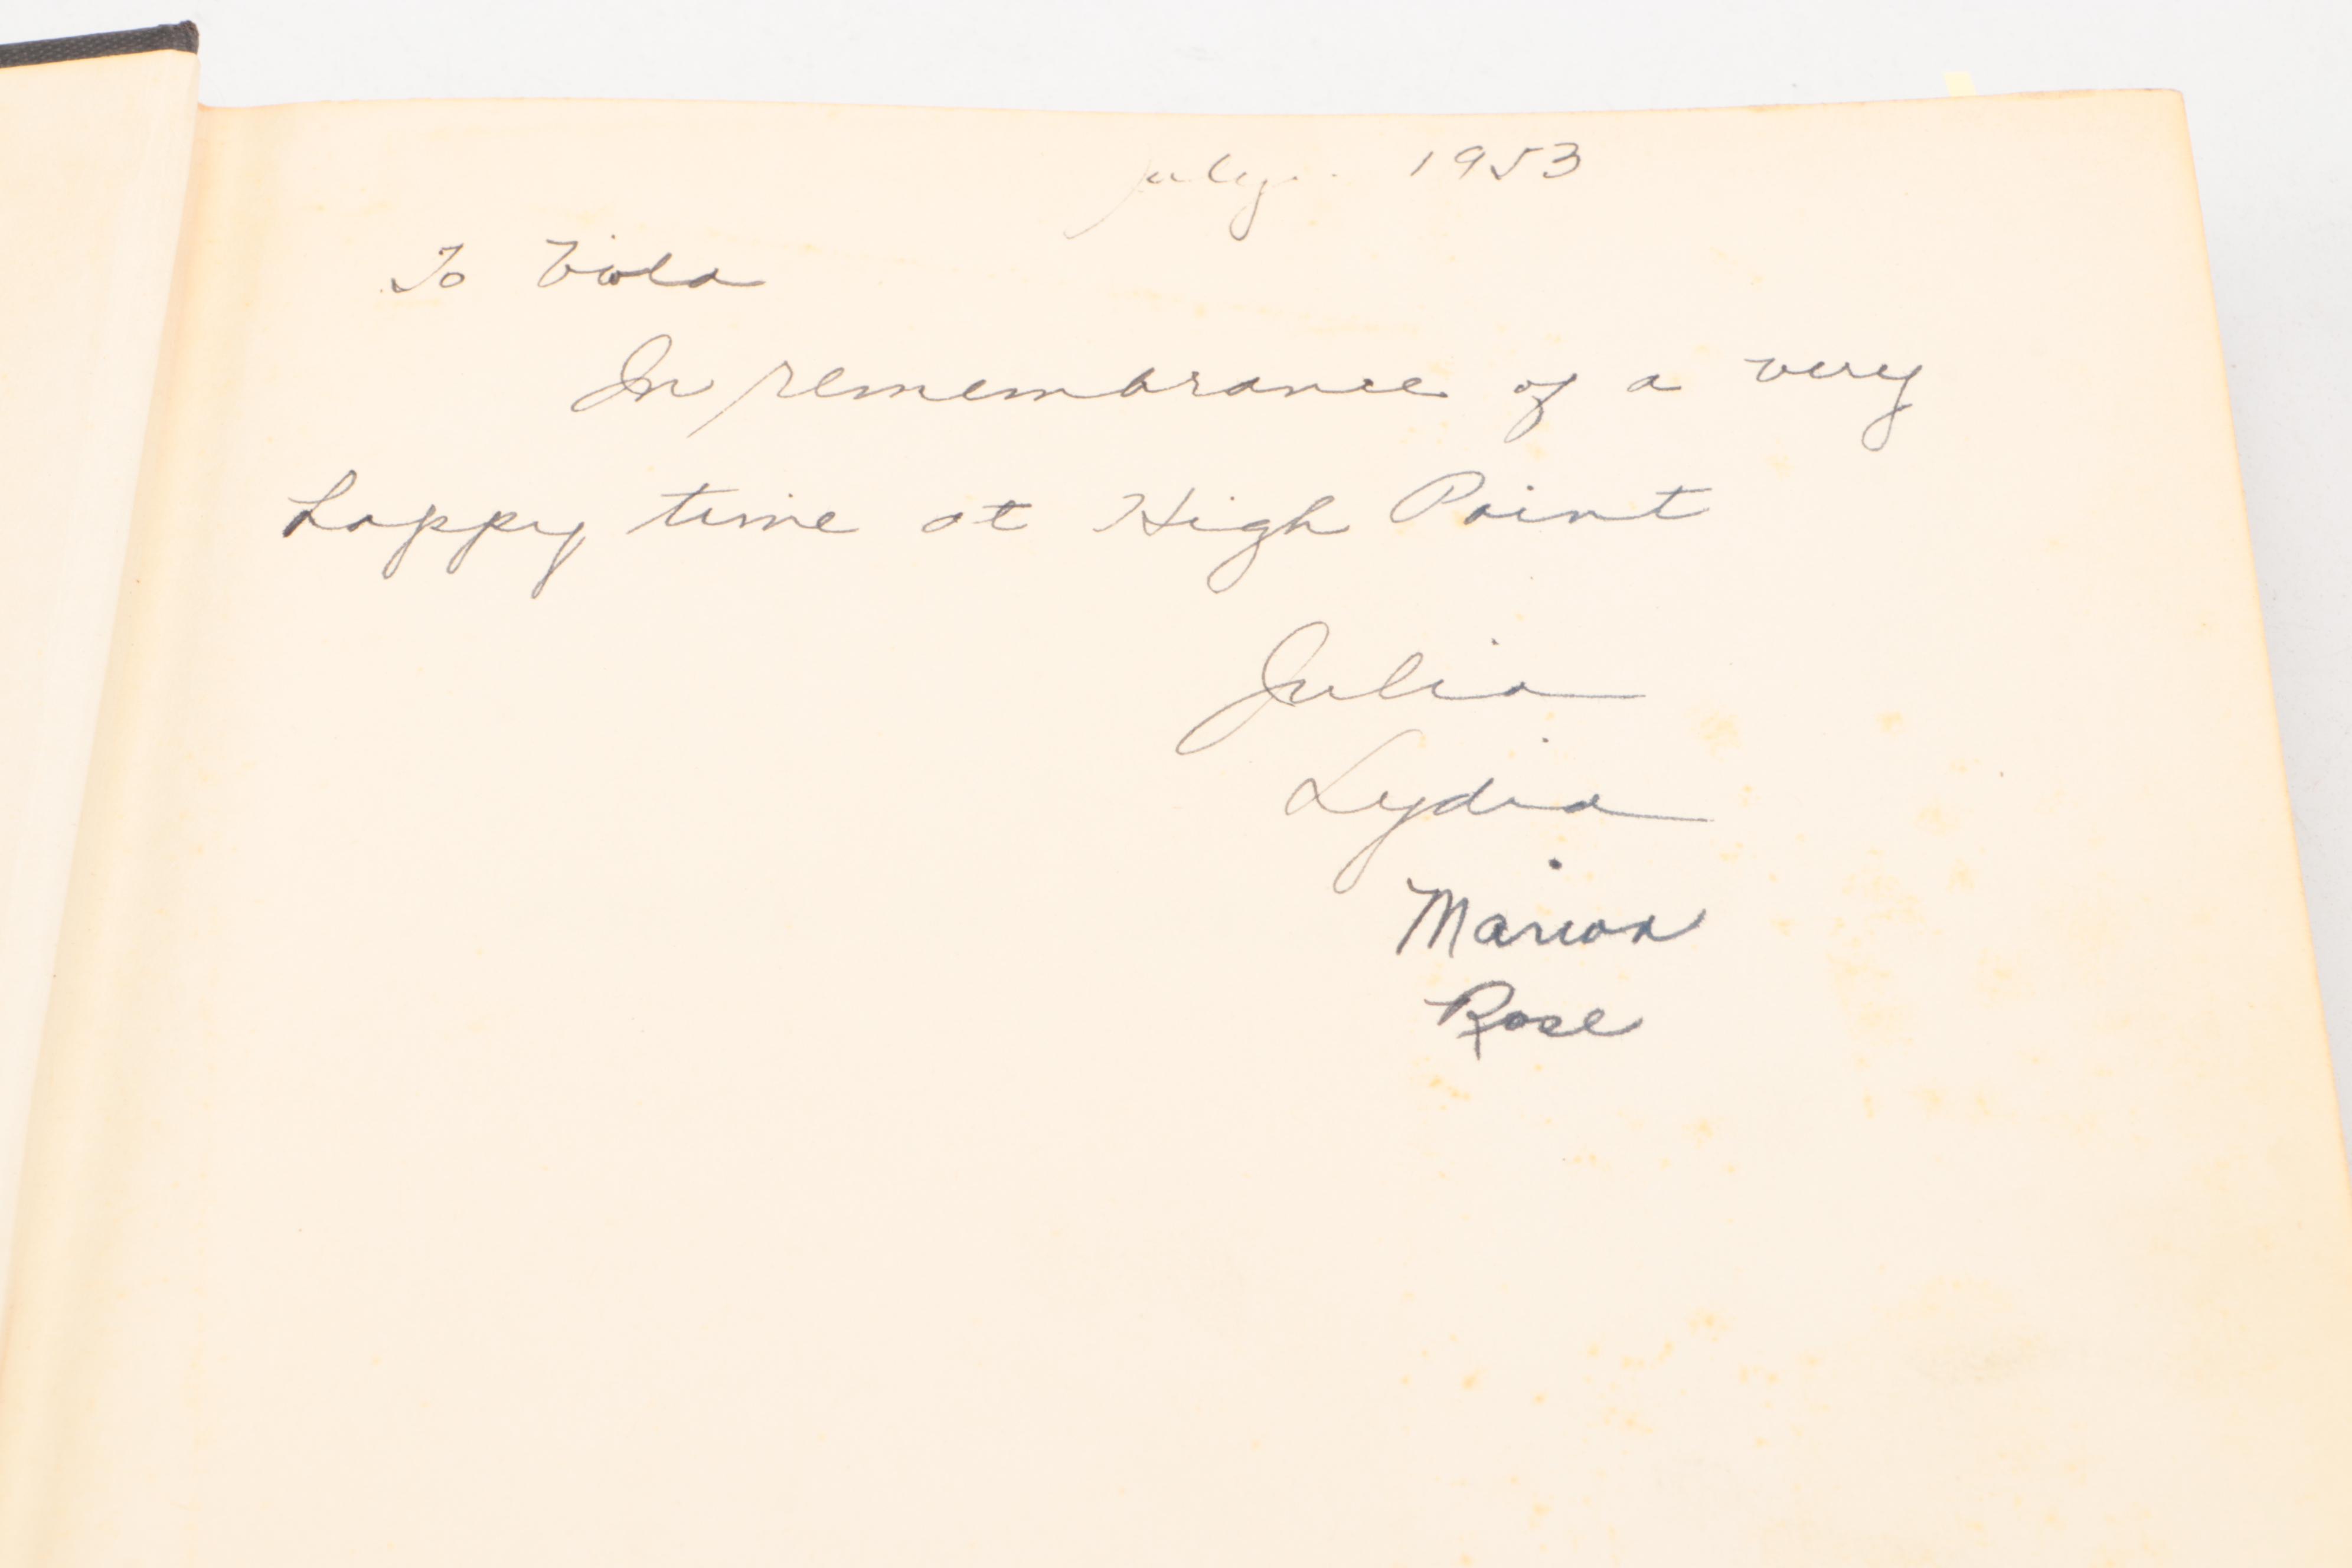 July. 1953
To Viola
In remembrance of a very
happy time at High Point
Julia
Lydia
Marion
Rose